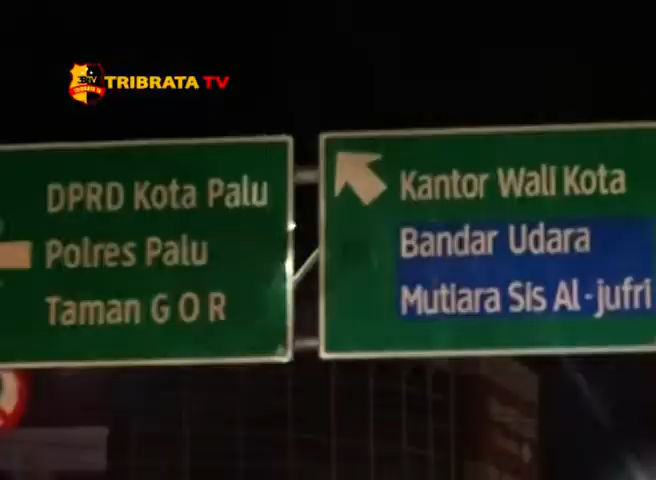 TRIBRATA TV
DPRD Kota Palu
Polres Palu
Taman G O R
Kantor Wali Kota
Bandar Udara
Mutiara Sis Al-jufri